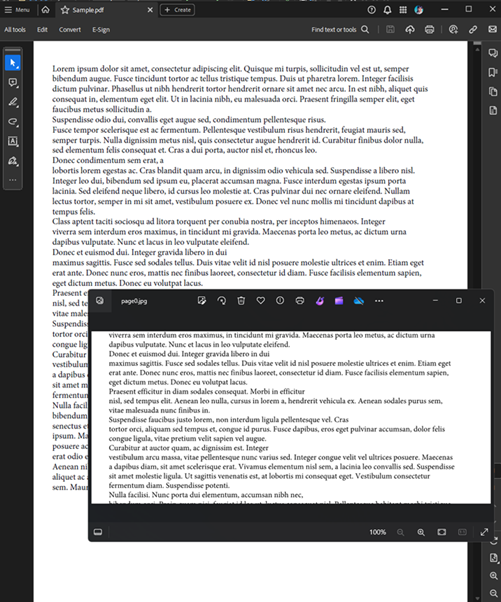 Menu
Sample.pdf
Create
All tools Edit Convert E-Sign
Find text or tools
Lorem ipsum dolor sit amet, consectetur adipiscing elit. Quisque mi turpis, sollicitudin vel est ut, semper
bibendum augue. Fusce tincidunt tortor ac tellus tristique tempus. Duis ut pharetra lorem. Integer facilisis
dictum pulvinar. Phasellus ut nibh hendrerit tortor hendrerit ornare sit amet nec arcu. In est nibh, aliquet quis
consequat in, elementum eget elit. Ut in lacinia nibh, eu malesuada orci. Praesent fringilla semper elit, eget
faucibus metus sollicitudin a.
Suspendisse odio dui, convallis eget augue sed, condimentum pellentesque risus.
Fusce tempor scelerisque est ac fermentum. Pellentesque vestibulum risus hendrerit, feugiat mauris sed,
semper turpis. Nulla dignissim metus nisl, quis consectetur augue hendrerit id. Curabitur finibus dolor nulla,
sed elementum felis consequat et. Cras a dui porta, auctor nisl et, rhoncus leo.
Donec condimentum sem erat, a
lobortis lorem egestas ac. Cras blandit quam arcu, in dignissim odio vehicula sed. Suspendisse a libero nisl.
Integer leo dui, bibendum sed ipsum eu, placerat accumsan magna. Fusce interdum egestas ipsum porta
lacinia. Sed eleifend neque libero, id cursus leo molestie at. Cras pulvinar dui nec ornare eleifend. Nullam
lectus tortor, semper in mi sit amet, vestibulum posuere ex. Donec vel nunc mollis mi tincidunt dapibus at
tempus felis.
Class aptent taciti sociosqu ad litora torquent per conubia nostra, per inceptos himenaeos. Integer
viverra sem interdum eros maximus, in tincidunt mi gravida. Maecenas porta leo metus, ac dictum urna
dapibus vulputate. Nunc et lacus in leo vulputate eleifend.
Donec et euismod dui. Integer gravida libero in dui
maximus sagittis. Fusce sed sodales tellus. Duis vitae velit id nisl posuere molestie ultrices et enim. Etiam eget
erat ante. Donec nunc eros, mattis nec finibus laoreet, consectetur id diam. Fusce facilisis elementum sapien,
eget dictum metus. Donec eu volutpat lacus.
Praesent e
nisl, sed te
vitae male
Suspendis
tortor orci
congue lig
Curabitur
vestibulum
a dapibus
sit amet m
fermentum
Nulla facil
bibendum
senectus e
ipsum. Ma
posuere ac
erat odio e
Aenean ni
aliquet ac
sem. Maur
page0.jpg
viverra sem interdum eros maximus, in tincidunt mi gravida. Maecenas porta leo metus, ac dictum urna
dapibus vulputate. Nunc et lacus in leo vulputate eleifend.
Donec et euismod dui. Integer gravida libero in dui
maximus sagittis. Fusce sed sodales tellus. Duis vitae velit id nisl posuere molestie ultrices et enim. Etiam eget
erat ante. Donec nunc eros, mattis nec finibus laoreet, consectetur id diam. Fusce facilisis elementum sapien,
eget dictum metus. Donec eu volutpat lacus.
Praesent efficitur in diam sodales consequat. Morbi in efficitur
nisl, sed tempus elit. Aenean leo nulla, cursus in lorem a, hendrerit vehicula ex. Aenean sodales purus sem,
vitae malesuada nunc finibus in.
Suspendisse faucibus justo lorem, non interdum ligula pellentesque vel. Cras
tortor orci, aliquam sed tempus et, congue id purus. Fusce dapibus, eros eget pulvinar accumsan, dolor felis
congue ligula, vitae pretium velit sapien vel augue.
Curabitur at auctor quam, ac dignissim est. Integer
vestibulum arcu massa, vitae pellentesque nunc varius sed. Integer congue velit vel ultrices posuere. Maecenas
a dapibus diam, sit amet scelerisque erat. Vivamus elementum nisl sem, a lacinia leo convallis sed. Suspendisse
sit amet molestie ligula. Ut sagittis venenatis est, at lobortis mi consequat eget. Vestibulum consectetur
fermentum diam. Suspendisse potenti.
Nulla facilisi. Nunc porta dui elementum, accumsan nibh nec,
100%